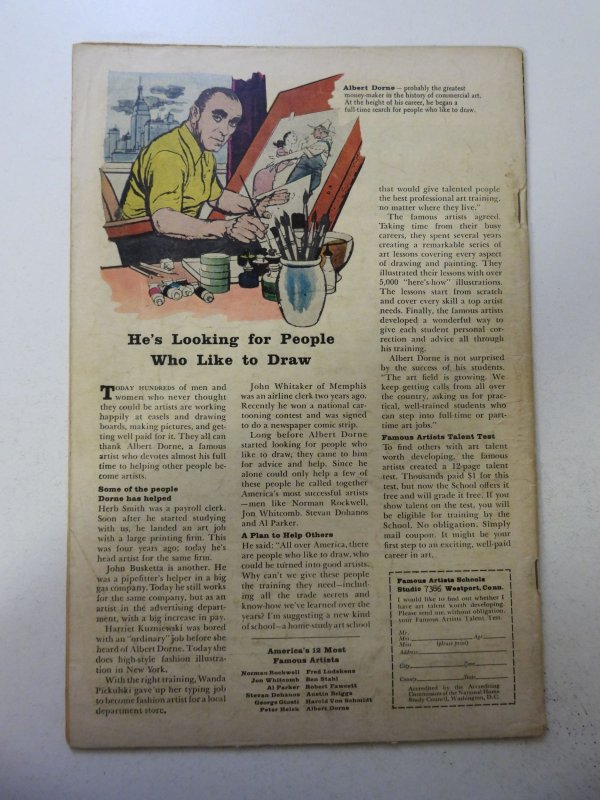 Albert Dorne — probably the greatest
money-maker in the history of commercial art.
At the height of his career, he began a
full-time search for people who like to draw.
He's Looking for People
Who Like to Draw
TODAY HUNDREDS of men and
women who never thought
they could be artists are working
happily at easels and drawing
boards, making pictures, and get-
ting well paid for it. They all can
thank Albert Dorne, a famous
artist who devotes almost his full
time to helping other people be-
come artists.
Some of the people
Dorne has helped
Herb Smith was a payroll clerk.
Soon after he started studying
with us, he landed an art job
with a large printing firm. This
was four years ago; today he's
head artist for the same firm.
John Busketta is another. He
was a pipefitter's helper in a big
gas company. Today he still works
for the same company, but as an
artist in the advertising depart-
ment, with a big increase in pay.
Harriet Kuzniewski was bored
with an "ordinary" job before she
heard of Albert Dorne. Today she
does high-style fashion illustra-
tion in New York.
With the right training, Wanda
Pickulski gave up her typing job
to become fashion artist for a local
department store.
John Whitaker of Memphis
was an airline clerk two years ago.
Recently he won a national car-
tooning contest and was signed
to do a newspaper comic strip.
Long before Albert Dorne
started looking for people who
like to draw, they came to him
for advice and help. Since he
alone could only help a few of
these people he called together
America's most successful artists
—men like Norman Rockwell,
Jon Whitcomb, Stevan Dohanos
and Al Parker.
A Plan to Help Others
He said: "All over America, there
are people who like to draw, who
could be turned into good artists.
Why can't we give these people
the training they need—includ-
ing all the trade secrets and
know-how we've learned over the
years? I'm suggesting a new kind
of school—a home-study art school
America's 12 Most
Famous Artists
Norman Rockwell Fred Ludekens
Jon Whitcomb Ben Stahl
Al Parker Robert Fawcett
Stevan Dohanos Austin Briggs
George Giusti Harold Von Schmidt
Peter Helck Albert Dorne
that would give talented people
the best professional art training,
no matter where they live."
The famous artists agreed.
Taking time from their busy
careers, they spent several years
creating a remarkable series of
art lessons covering every aspect
of drawing and painting. They
illustrated their lessons with over
5,000 "here's-how" illustrations.
The lessons start from scratch
and cover every skill a top artist
needs. Finally, the famous artists
developed a wonderful way to
give each student personal cor-
rection and advice all through
his training.
Albert Dorne is not surprised
by the success of his students.
"The art field is growing. We
keep getting calls from all over
the country, asking us for prac-
tical, well-trained students who
can step into full-time or part-
time art jobs."
Famous Artists Talent Test
To find others with art talent
worth developing, the famous
artists created a 12-page talent
test. Thousands paid $1 for this
test, but now the School offers it
free and will grade it free. If you
show talent on the test, you will
be eligible for training by the
School. No obligation. Simply
mail coupon. It might be your
first step to an exciting, well-paid
career in art.
Famous Artists Schools
Studio 7386 Westport, Conn.
I would like to find out whether I
have art talent worth developing.
Please send me, without obligation,
your Famous Artists Talent Test.
Mr.
Mrs. Age
Miss (please print)
Address
City Zone
County State
Accredited by the Accrediting
Commission of the National Home
Study Council, Washington, D.C.